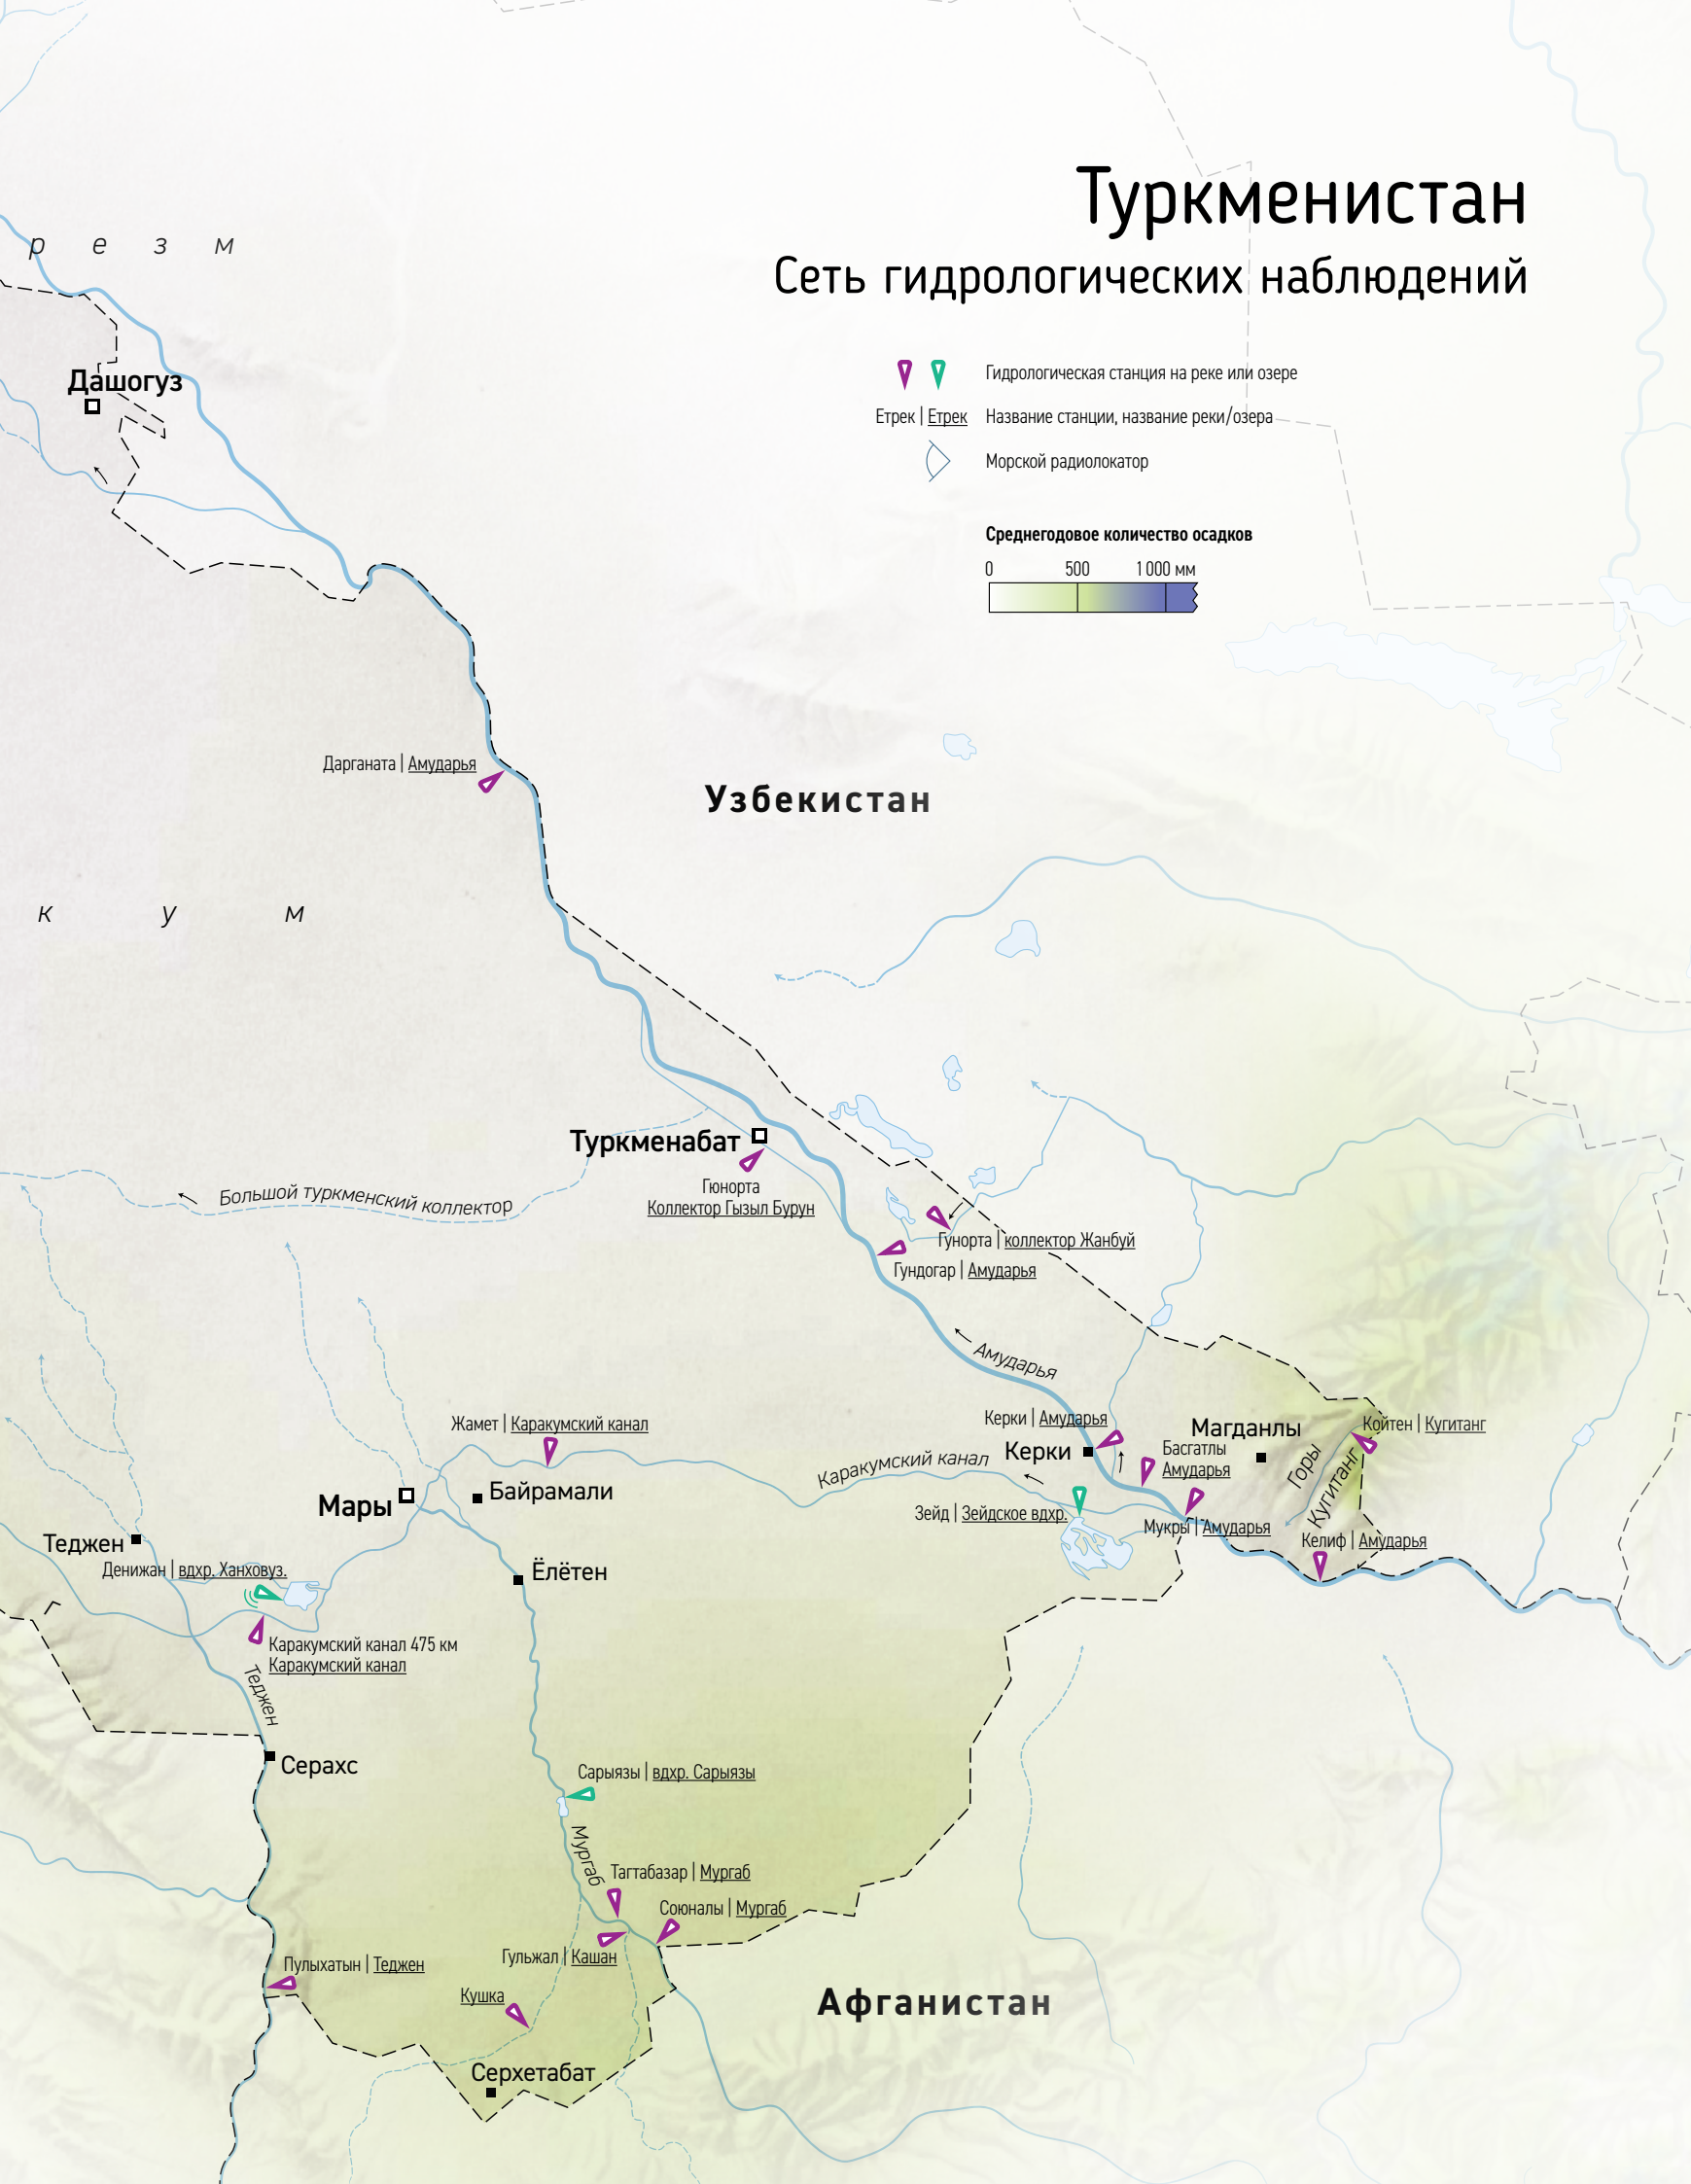 Туркменистан
Сеть гидрологических наблюдений
Гидрологическая станция на реке или озере
Етрек | Етрек
Название станции, название реки/озера
Морской радиолокатор
Среднегодовое количество осадков
0 500 1 000 мм
р е з м
Дашогуз
Дарганата | Амударья
Узбекистан
к у м
Туркменабат
Гюнорта
Коллектор Гызыл Бурун
Большой туркменский коллектор
Гунорта | коллектор Жанбуй
Гундогар | Амударья
Амударья
Керки | Амударья
Керки
Магданлы
Койтен | Кугитанг
Басгатлы
Амударья
Горы
Кугитанг
Жамет | Каракумский канал
Каракумский канал
Байрамали
Мары
Зейд | Зейдское вдхр.
Мукры | Амударья
Келиф | Амударья
Теджен
Денижан | вдхр. Ханховуз.
Ёлётен
Каракумский канал 475 км
Каракумский канал
Теджен
Серахс
Сарыязы | вдхр. Сарыязы
Мургаб
Тагтабазар | Мургаб
Союналы | Мургаб
Гульжал | Кашан
Пулыхатын | Теджен
Кушка
Афганистан
Серхетабат